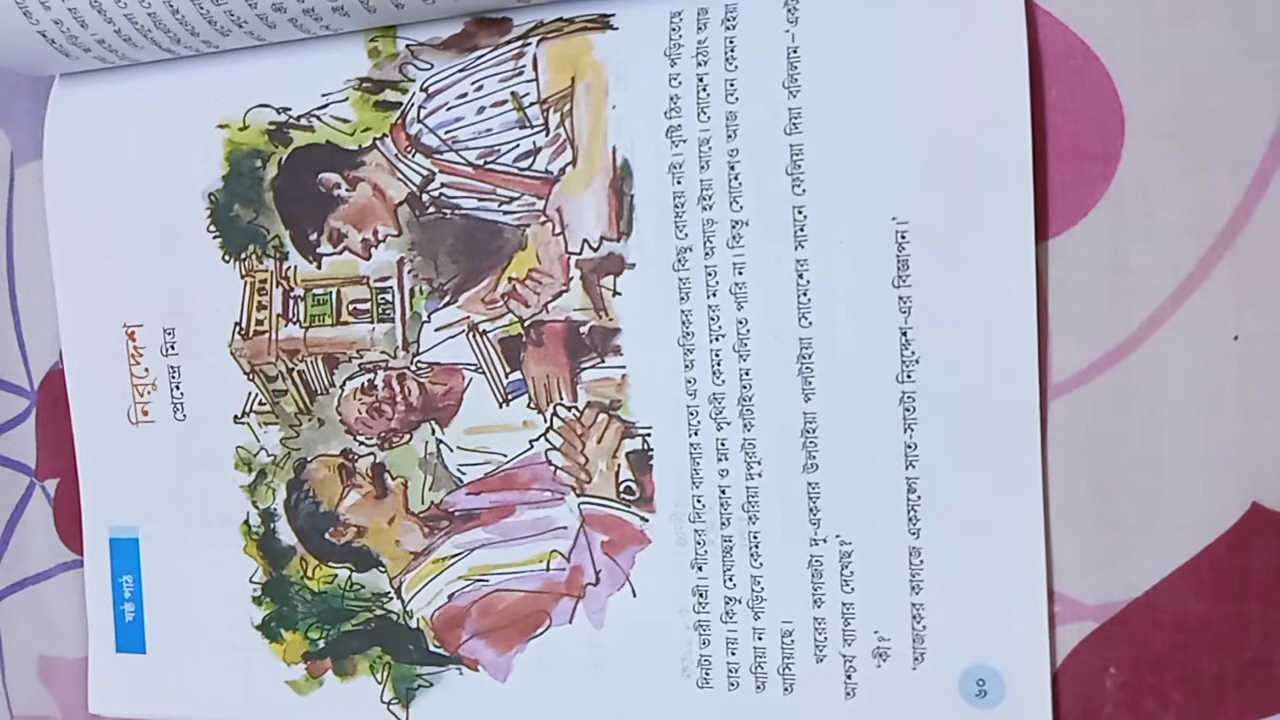 ষষ্ঠ পাঠ
নিরুদ্দেশ
প্রেমেন্দ্র মিত্র
দিনটা ভারী বিশ্রী। শীতের দিনে বাদলার মতো এত অস্বস্তিকর আর কিছু বোধহয় নাই। বৃষ্টি ঠিক যে পড়িতেছে
তাহা নয়। কিন্তু মেঘাচ্ছন্ন আকাশ ও ম্লান পৃথিবী কেমন মৃতের মতো অসাড় হইয়া আছে। সোমেশ হঠাৎ আজ
আসিয়া না পড়িলে কেমন করিয়া দুপুরটা কাটাইতাম বলিতে পারি না। কিন্তু সোমেশও আজ যেন কেমন হইয়া
আসিয়াছে।
খবরের কাগজটা দু-একবার উলটাইয়া পালটাইয়া সোমেশের সামনে ফেলিয়া দিয়া বলিলাম–'একটা
আশ্চর্য ব্যাপার দেখেছ?'
'কী?'
'আজকের কাগজে একসঙ্গে সাত-সাতটা নিরুদ্দেশ-এর বিজ্ঞাপন।'
৬০